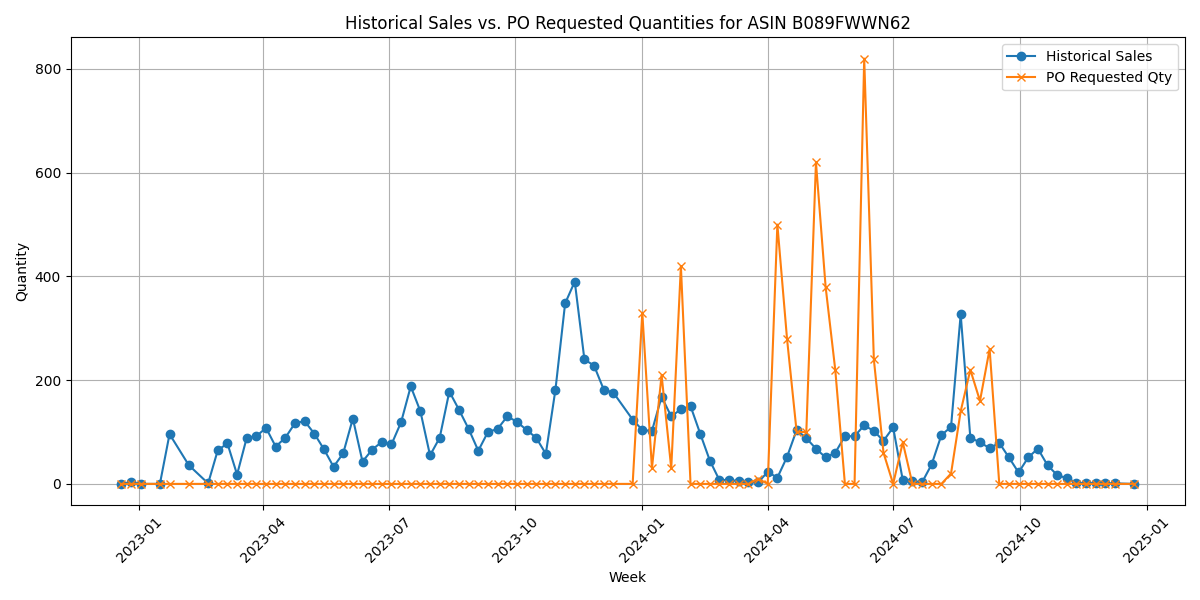 Historical Sales vs. PO Requested Quantities for ASIN B089FWWN62
Historical Sales
PO Requested Qty
Quantity
800
600
400
200
0
2023-01
2023-04
2023-07
2023-10
2024-01
2024-04
2024-07
2024-10
2025-01
Week